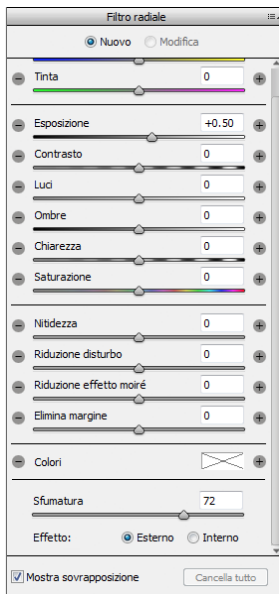 Filtro radiale
Nuovo Modifica
Tinta 0
Esposizione +0.50
Contrasto 0
Luci 0
Ombre 0
Chiarezza 0
Saturazione 0
Nitidezza 0
Riduzione disturbo 0
Riduzione effetto moiré 0
Elimina margine 0
Colori
Sfumatura 72
Effetto: Esterno Interno
Mostra sovrapposizione Cancella tutto